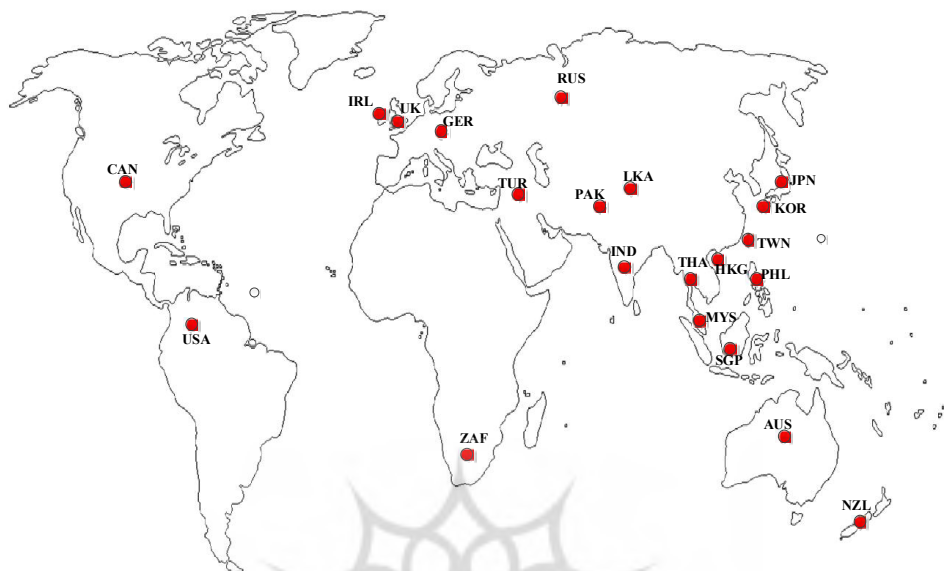 RUS
IRL
UK
GER
CAN
TUR
PAK
LKA
JPN
KOR
IND
TWN
THA
HKG
PHL
USA
MYS
SGP
ZAF
AUS
NZL